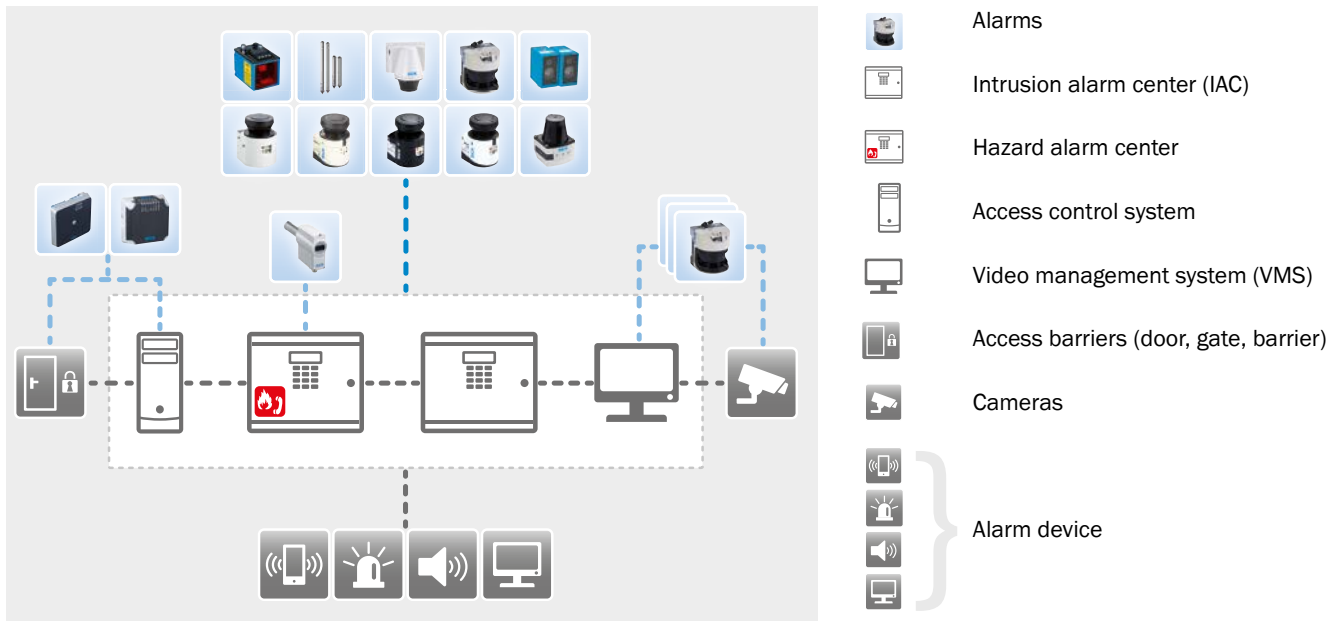 Alarms
Intrusion alarm center (IAC)
Hazard alarm center
Access control system
Video management system (VMS)
Access barriers (door, gate, barrier)
Cameras
Alarm device